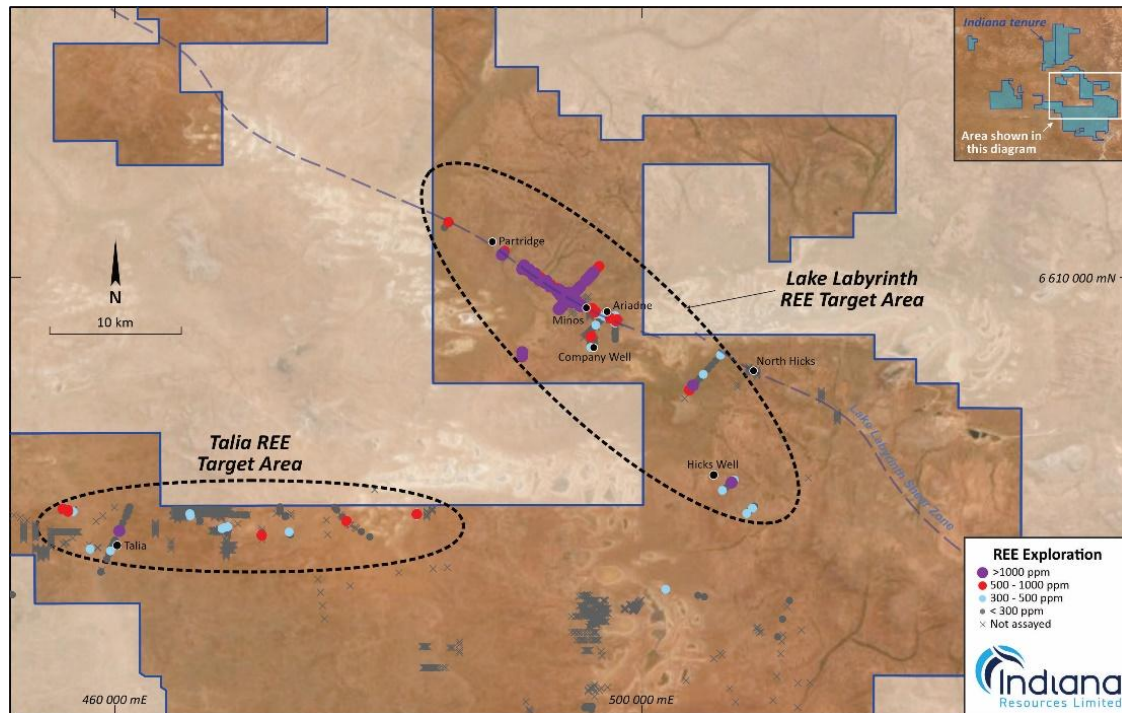 Indiana tenure
Area shown in
this diagram
Partridge
6 610 000 mN
Lake Labyrinth
REE Target Area
N
10 km
Ariadne
Minos
Company Well
North Hicks
Lake Labyrinth Shear Zone
Talia REE
Target Area
Hicks Well
Talia
REE Exploration
>1000 ppm
500 - 1000 ppm
300 - 500 ppm
< 300 ppm
Not assayed
460 000 mE
500 000 mE
Indiana
Resources Limited